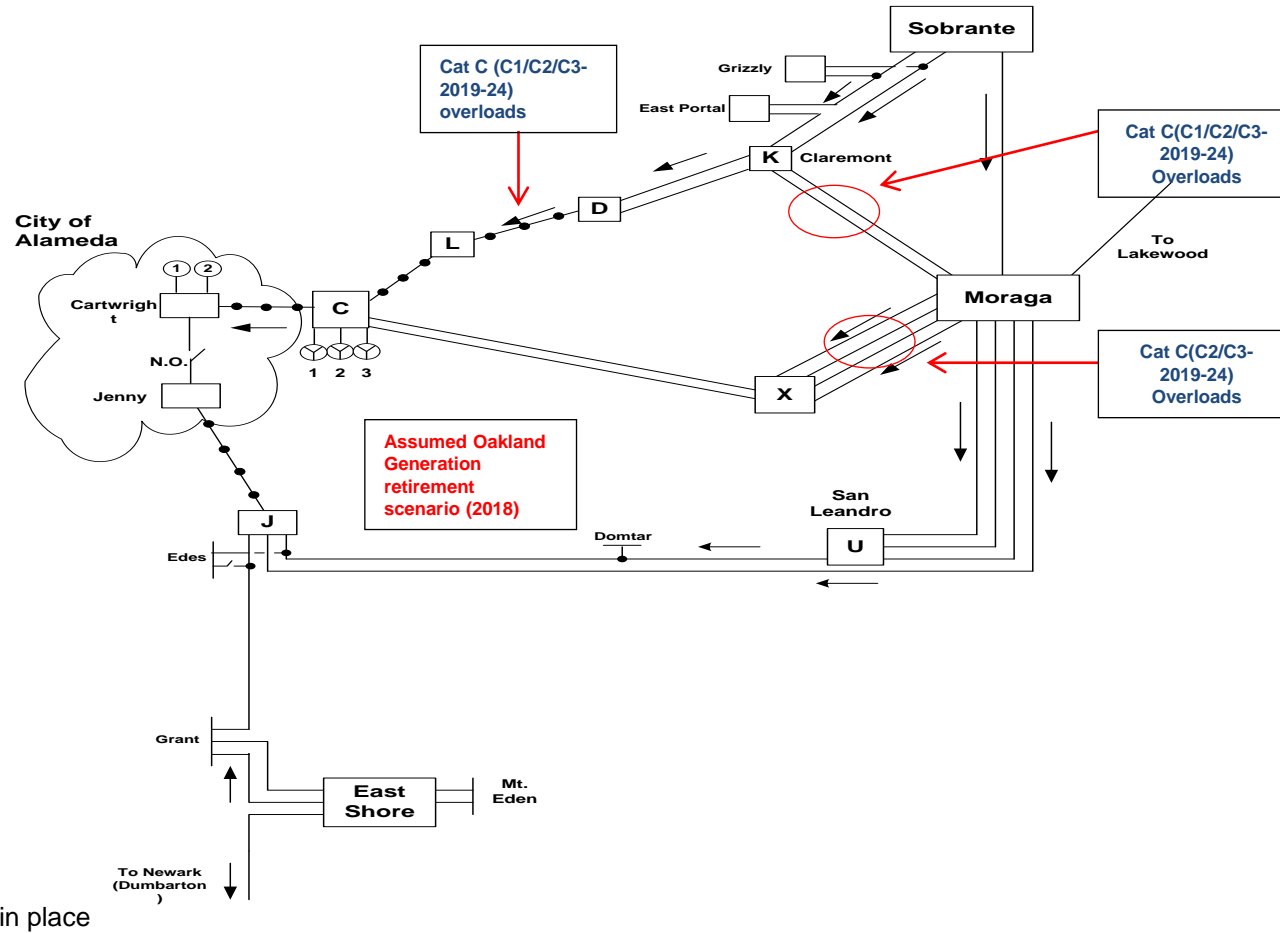 Sobrante
Cat C (C1/C2/C3-
2019-24)
overloads
Grizzly
East Portal
Cat C(C1/C2/C3-
2019-24)
Overloads
K
Claremont
D
City of
Alameda
L
To
Lakewood
1
2
Cartwrigh
t
C
Moraga
N.O.
1 2 3
Cat C(C2/C3-
2019-24)
Overloads
Jenny
X
Assumed Oakland
Generation
retirement
scenario (2018)
San
Leandro
J
Domtar
U
Edes
Grant
East
Shore
Mt.
Eden
To Newark
(Dumbarton
)
in place